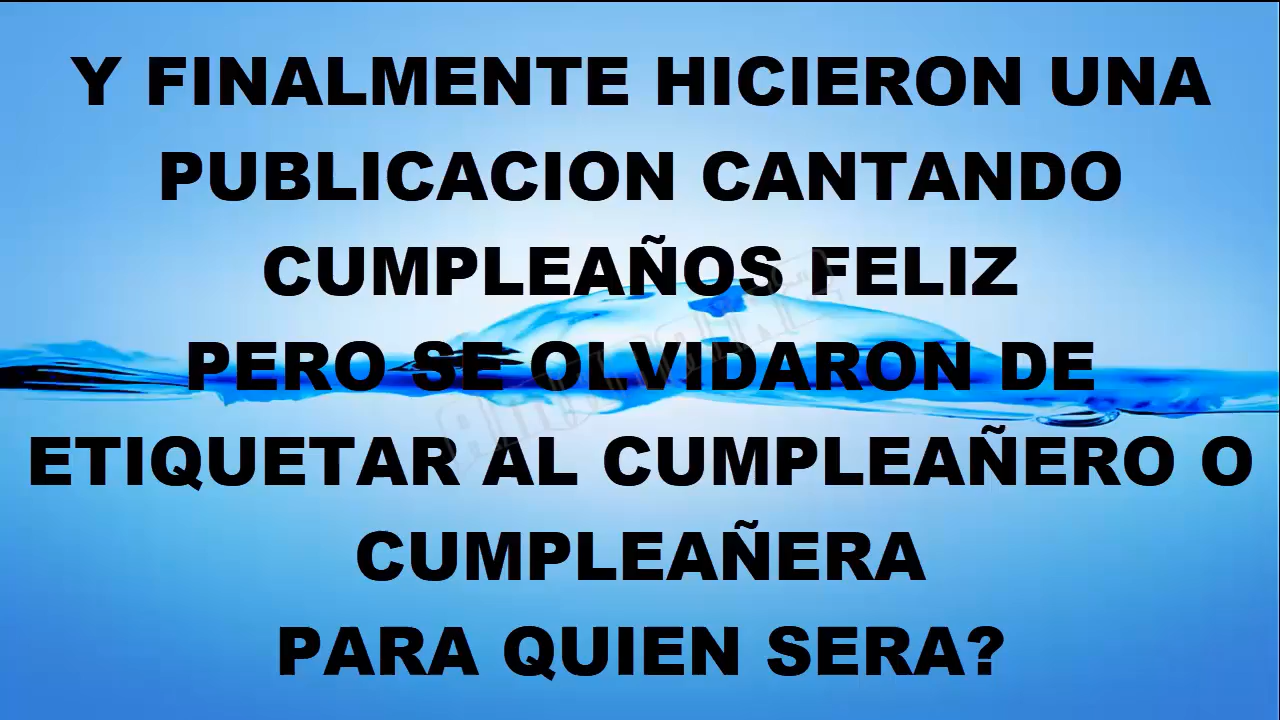 Y FINALMENTE HICIERON UNA
PUBLICACION CANTANDO
CUMPLEAÑOS FELIZ
PERO SE OLVIDARON DE
ETIQUETAR AL CUMPLEAÑERO O
CUMPLEAÑERA
PARA QUIEN SERA?